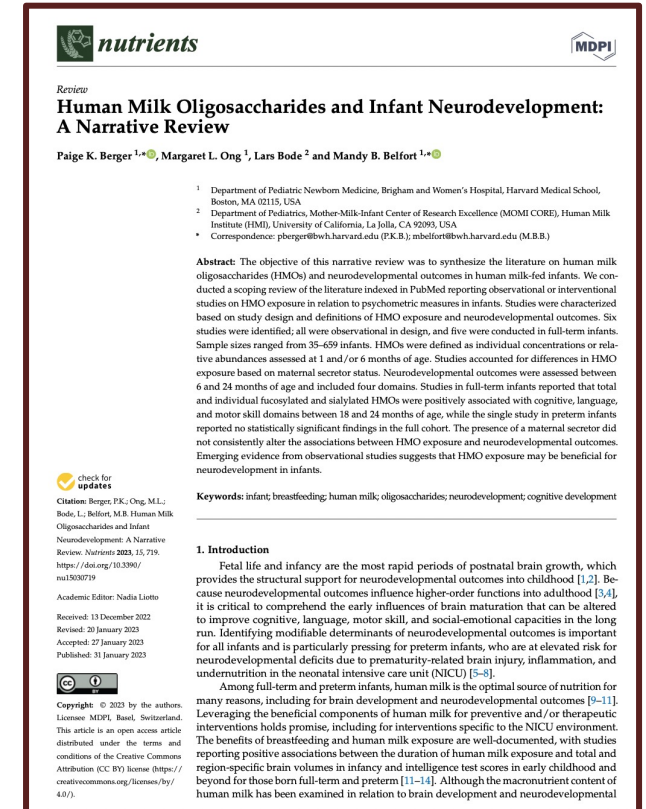 nutrients
MDPI
Review
Human Milk Oligosaccharides and Infant Neurodevelopment:
A Narrative Review
Paige K. Berger 1,*, Margaret L. Ong 1, Lars Bode 2 and Mandy B. Belfort 1,*
1 Department of Pediatric Newborn Medicine, Brigham and Women's Hospital, Harvard Medical School,
Boston, MA 02115, USA
2 Department of Pediatrics, Mother-Milk-Infant Center of Research Excellence (MOMI CORE), Human Milk
Institute (HMI), University of California, La Jolla, CA 92093, USA
* Correspondence: pberger@bwh.harvard.edu (P.K.B.); mbelfort@bwh.harvard.edu (M.B.B.)
Abstract: The objective of this narrative review was to synthesize the literature on human milk
oligosaccharides (HMOs) and neurodevelopmental outcomes in human milk-fed infants. We con-
ducted a scoping review of the literature indexed in PubMed reporting observational or interventional
studies on HMO exposure in relation to psychometric measures in infants. Studies were characterized
based on study design and definitions of HMO exposure and neurodevelopmental outcomes. Six
studies were identified; all were observational in design, and five were conducted in full-term infants.
Sample sizes ranged from 35–659 infants. HMOs were defined as individual concentrations or rela-
tive abundances assessed at 1 and/or 6 months of age. Studies accounted for differences in HMO
exposure based on maternal secretor status. Neurodevelopmental outcomes were assessed between
6 and 24 months of age and included four domains. Studies in full-term infants reported that total
and individual fucosylated and sialylated HMOs were positively associated with cognitive, language,
and motor skill domains between 18 and 24 months of age, while the single study in preterm infants
reported no statistically significant findings in the full cohort. The presence of a maternal secretor did
not consistently alter the associations between HMO exposure and neurodevelopmental outcomes.
Emerging evidence from observational studies suggests that HMO exposure may be beneficial for
neurodevelopment in infants.
Keywords: infant; breastfeeding; human milk; oligosaccharides; neurodevelopment; cognitive development
check for
updates
Citation: Berger, P.K.; Ong, M.L.;
Bode, L.; Belfort, M.B. Human Milk
Oligosaccharides and Infant
Neurodevelopment: A Narrative
Review. Nutrients 2023, 15, 719.
https://doi.org/10.3390/
nu15030719
Academic Editor: Nadia Liotto
Received: 13 December 2022
Revised: 20 January 2023
Accepted: 27 January 2023
Published: 31 January 2023
cc
BY
Copyright: © 2023 by the authors.
Licensee MDPI, Basel, Switzerland.
This article is an open access article
distributed under the terms and
conditions of the Creative Commons
Attribution (CC BY) license (https://
creativecommons.org/licenses/by/
4.0/).
1. Introduction
Fetal life and infancy are the most rapid periods of postnatal brain growth, which
provides the structural support for neurodevelopmental outcomes into childhood [1,2]. Be-
cause neurodevelopmental outcomes influence higher-order functions into adulthood [3,4],
it is critical to comprehend the early influences of brain maturation that can be altered
to improve cognitive, language, motor skill, and social-emotional capacities in the long
run. Identifying modifiable determinants of neurodevelopmental outcomes is important
for all infants and is particularly pressing for preterm infants, who are at elevated risk for
neurodevelopmental deficits due to prematurity-related brain injury, inflammation, and
undernutrition in the neonatal intensive care unit (NICU) [5–8].
Among full-term and preterm infants, human milk is the optimal source of nutrition for
many reasons, including for brain development and neurodevelopmental outcomes [9–11].
Leveraging the beneficial components of human milk for preventive and/or therapeutic
interventions holds promise, including for interventions specific to the NICU environment.
The benefits of breastfeeding and human milk exposure are well-documented, with studies
reporting positive associations between the duration of human milk exposure and total and
region-specific brain volumes in infancy and intelligence test scores in early childhood and
beyond for those born full-term and preterm [11–14]. Although the macronutrient content of
human milk has been examined in relation to brain development and neurodevelopmental